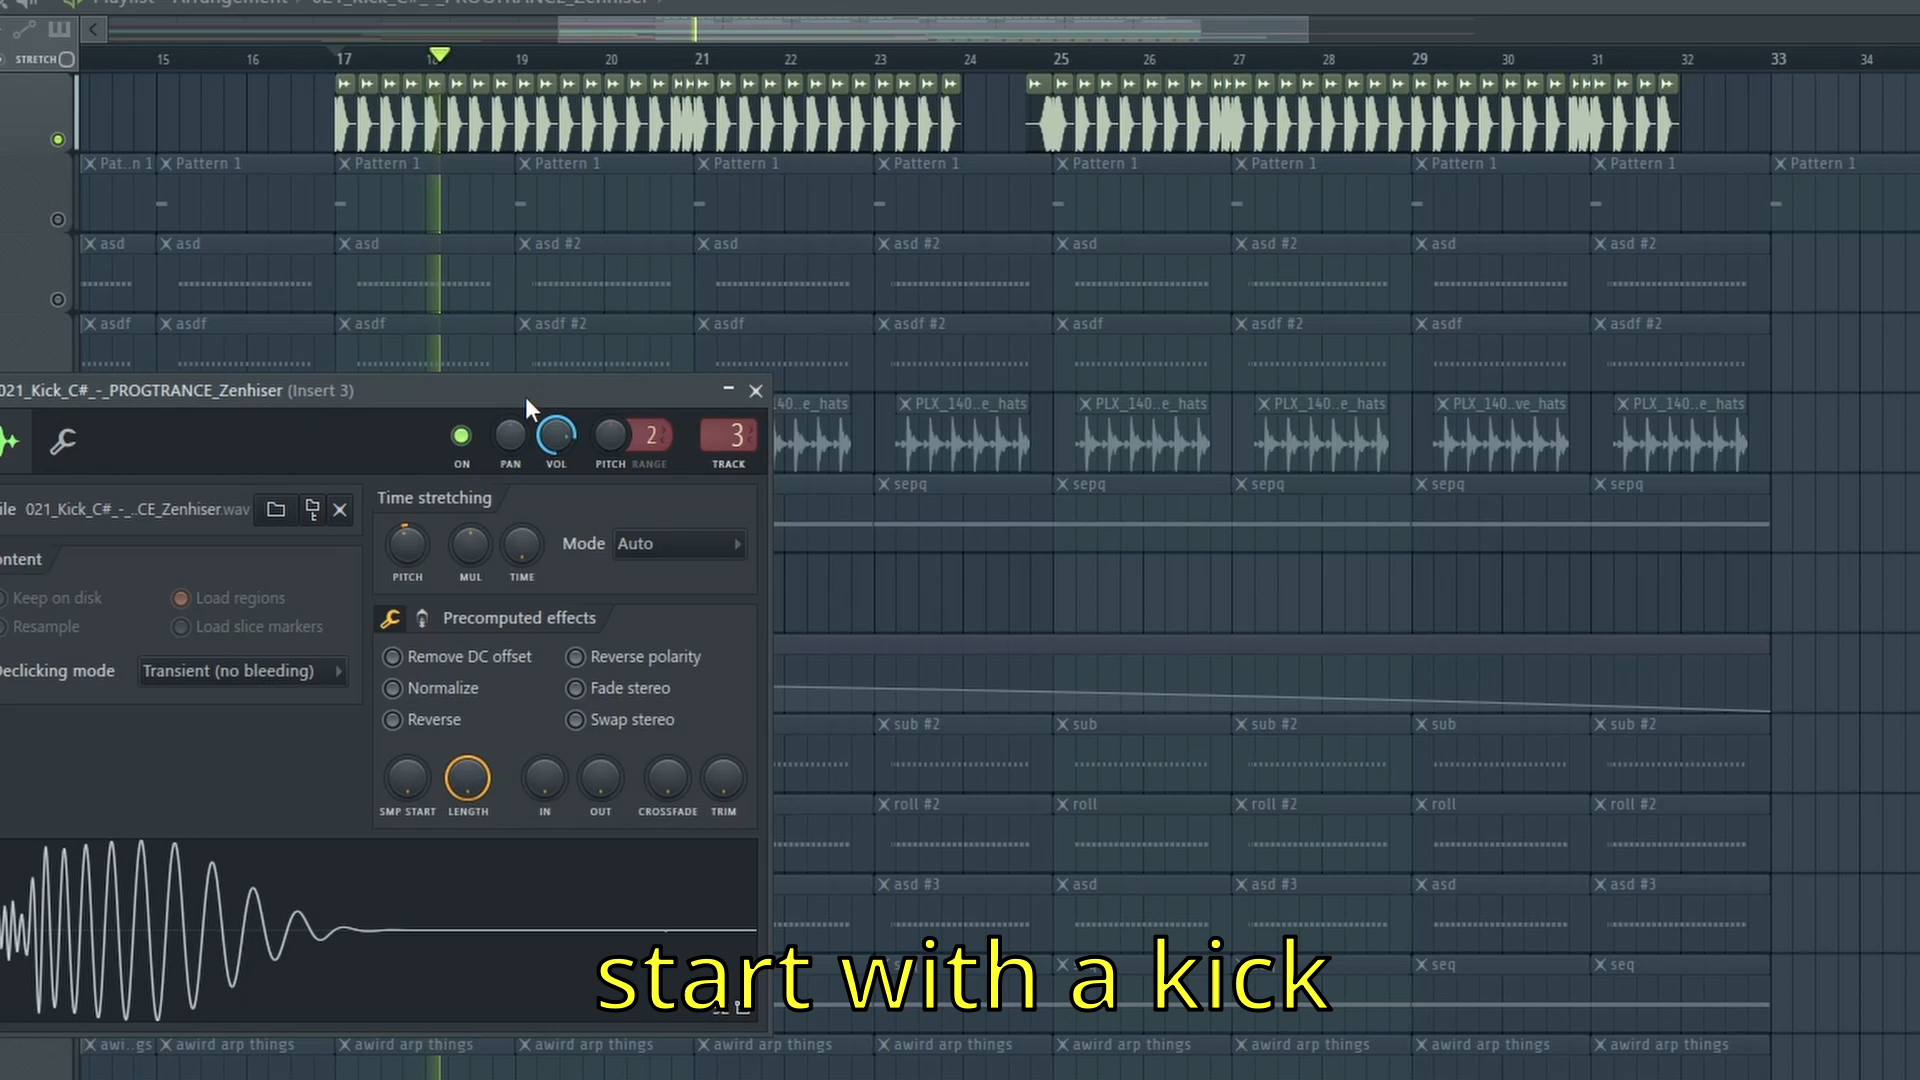 STRETCH
15 16 17 18 19 20 21 22 23 24 25 26 27 28 29 30 31 32 33 34
Pat..n 1 Pattern 1 Pattern 1 Pattern 1 Pattern 1 Pattern 1 Pattern 1 Pattern 1 Pattern 1 Pattern 1 Pattern 1
asd asd asd asd #2 asd asd #2 asd asd #2 asd asd #2
asdf asdf asdf asdf #2 asdf asdf #2 asdf asdf #2 asdf asdf #2
021_Kick_C#_-_PROGTRANCE_Zenhiser (Insert 3)
140..e_hats PLX_140..e_hats PLX_140..e_hats PLX_140..e_hats PLX_140..ve_hats PLX_140..e_hats
2 3
ON PAN VOL PITCH RANGE TRACK
sepq sepq sepq sepq sepq
Time stretching
021_Kick_C#_-_..CE_Zenhiser.wav
Mode Auto
PITCH MUL TIME
Keep on disk Load regions
Resample Load slice markers
Declicking mode Transient (no bleeding)
Precomputed effects
Remove DC offset Reverse polarity
Normalize Fade stereo
Reverse Swap stereo
SMP START LENGTH IN OUT CROSSFADE TRIM
sub #2 sub sub #2 sub sub #2
roll #2 roll roll #2 roll roll #2
asd #3 asd asd #3 asd asd #3
seq seq
start with a kick
awi..gs awird arp things awird arp things awird arp things awird arp things awird arp things awird arp things awird arp things awird arp things awird arp things